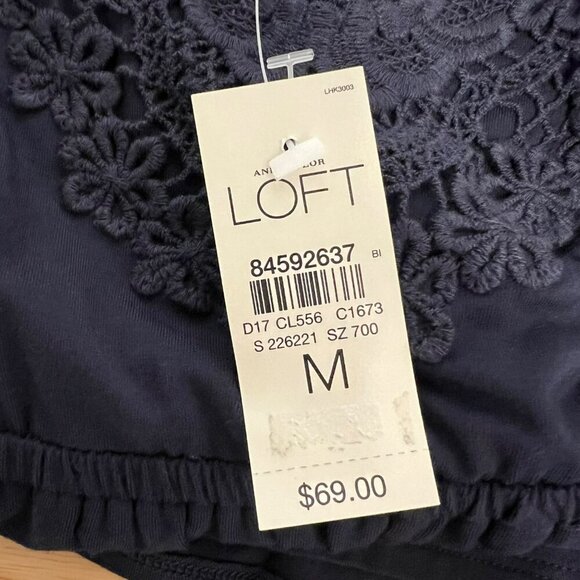 LHK3003
LOFT
84592637 BI
D17 CL556 C1673
S 226221 SZ 700
M
$69.00